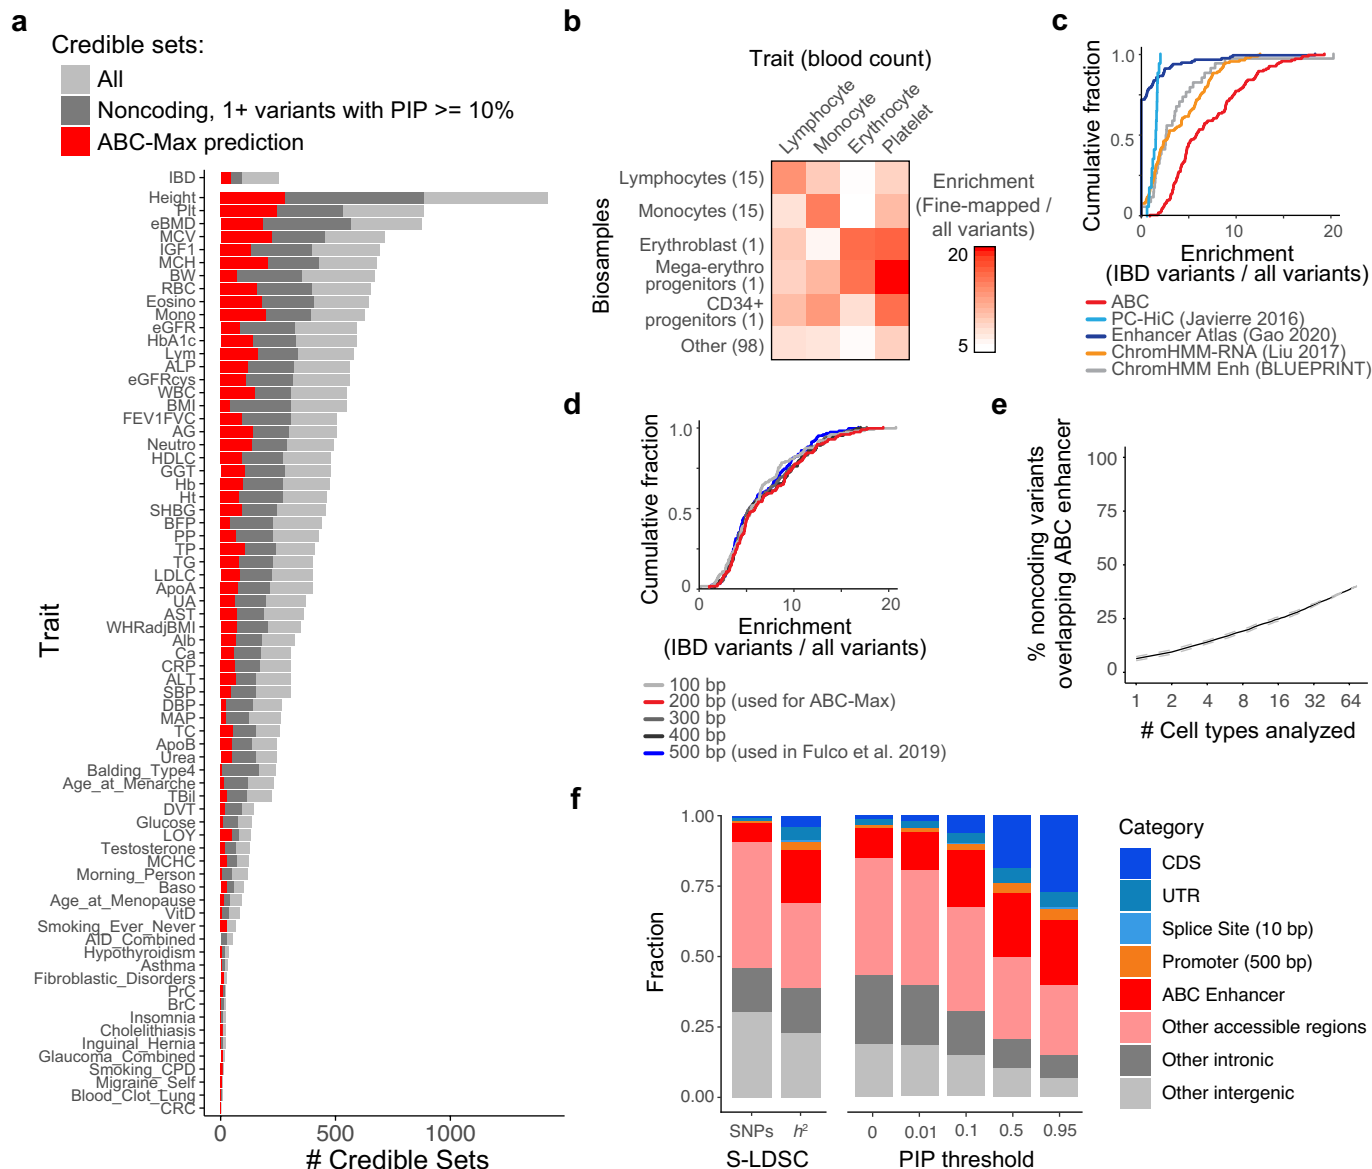 a
Credible sets:
All
Noncoding, 1+ variants with PIP >= 10%
ABC-Max prediction
Trait
IBD
Height
Plt
eBMD
MCV
IGF1
MCH
BW
RBC
Eosino
Mono
eGFR
HbA1c
Lym
ALP
eGFRcys
WBC
BMI
FEV1FVC
AG
Neutro
HDLC
GGT
Hb
Ht
SHBG
BFP
PP
TP
TG
LDLC
ApoA
UA
AST
WHRadjBMI
Alb
Ca
CRP
ALT
SBP
DBP
MAP
TC
ApoB
Urea
Balding_Type4
Age_at_Menarche
TBil
DVT
Glucose
LOY
Testosterone
MCHC
Morning_Person
Baso
Age_at_Menopause
VitD
Smoking_Ever_Never
AID_Combined
Hypothyroidism
Asthma
Fibroblastic_Disorders
PrC
BrC
Insomnia
Cholelithiasis
Inguinal_Hernia
Glaucoma_Combined
Smoking_CPD
Migraine_Self
Blood_Clot_Lung
CRC
0 500 1000
# Credible Sets
b
Trait (blood count)
Lymphocyte
Monocyte
Erythrocyte
Platelet
Biosamples
Lymphocytes (15)
Monocytes (15)
Erythroblast (1)
Mega-erythro
progenitors (1)
CD34+
progenitors (1)
Other (98)
Enrichment
(Fine-mapped /
all variants)
20
5
c
Cumulative fraction
1.0
0
0 10 20
Enrichment
(IBD variants / all variants)
ABC
PC-HiC (Javierre 2016)
Enhancer Atlas (Gao 2020)
ChromHMM-RNA (Liu 2017)
ChromHMM Enh (BLUEPRINT)
d
Cumulative fraction
1.0
0.5
0
0 10 20
Enrichment
(IBD variants / all variants)
100 bp
200 bp (used for ABC-Max)
300 bp
400 bp
500 bp (used in Fulco et al. 2019)
e
% noncoding variants
overlapping ABC enhancer
100
75
50
25
0
1 2 4 8 16 32 64
# Cell types analyzed
f
Fraction
1.00
0.75
0.50
0.25
0.00
SNPs h²
S-LDSC
0 0.01 0.1 0.5 0.95
PIP threshold
Category
CDS
UTR
Splice Site (10 bp)
Promoter (500 bp)
ABC Enhancer
Other accessible regions
Other intronic
Other intergenic